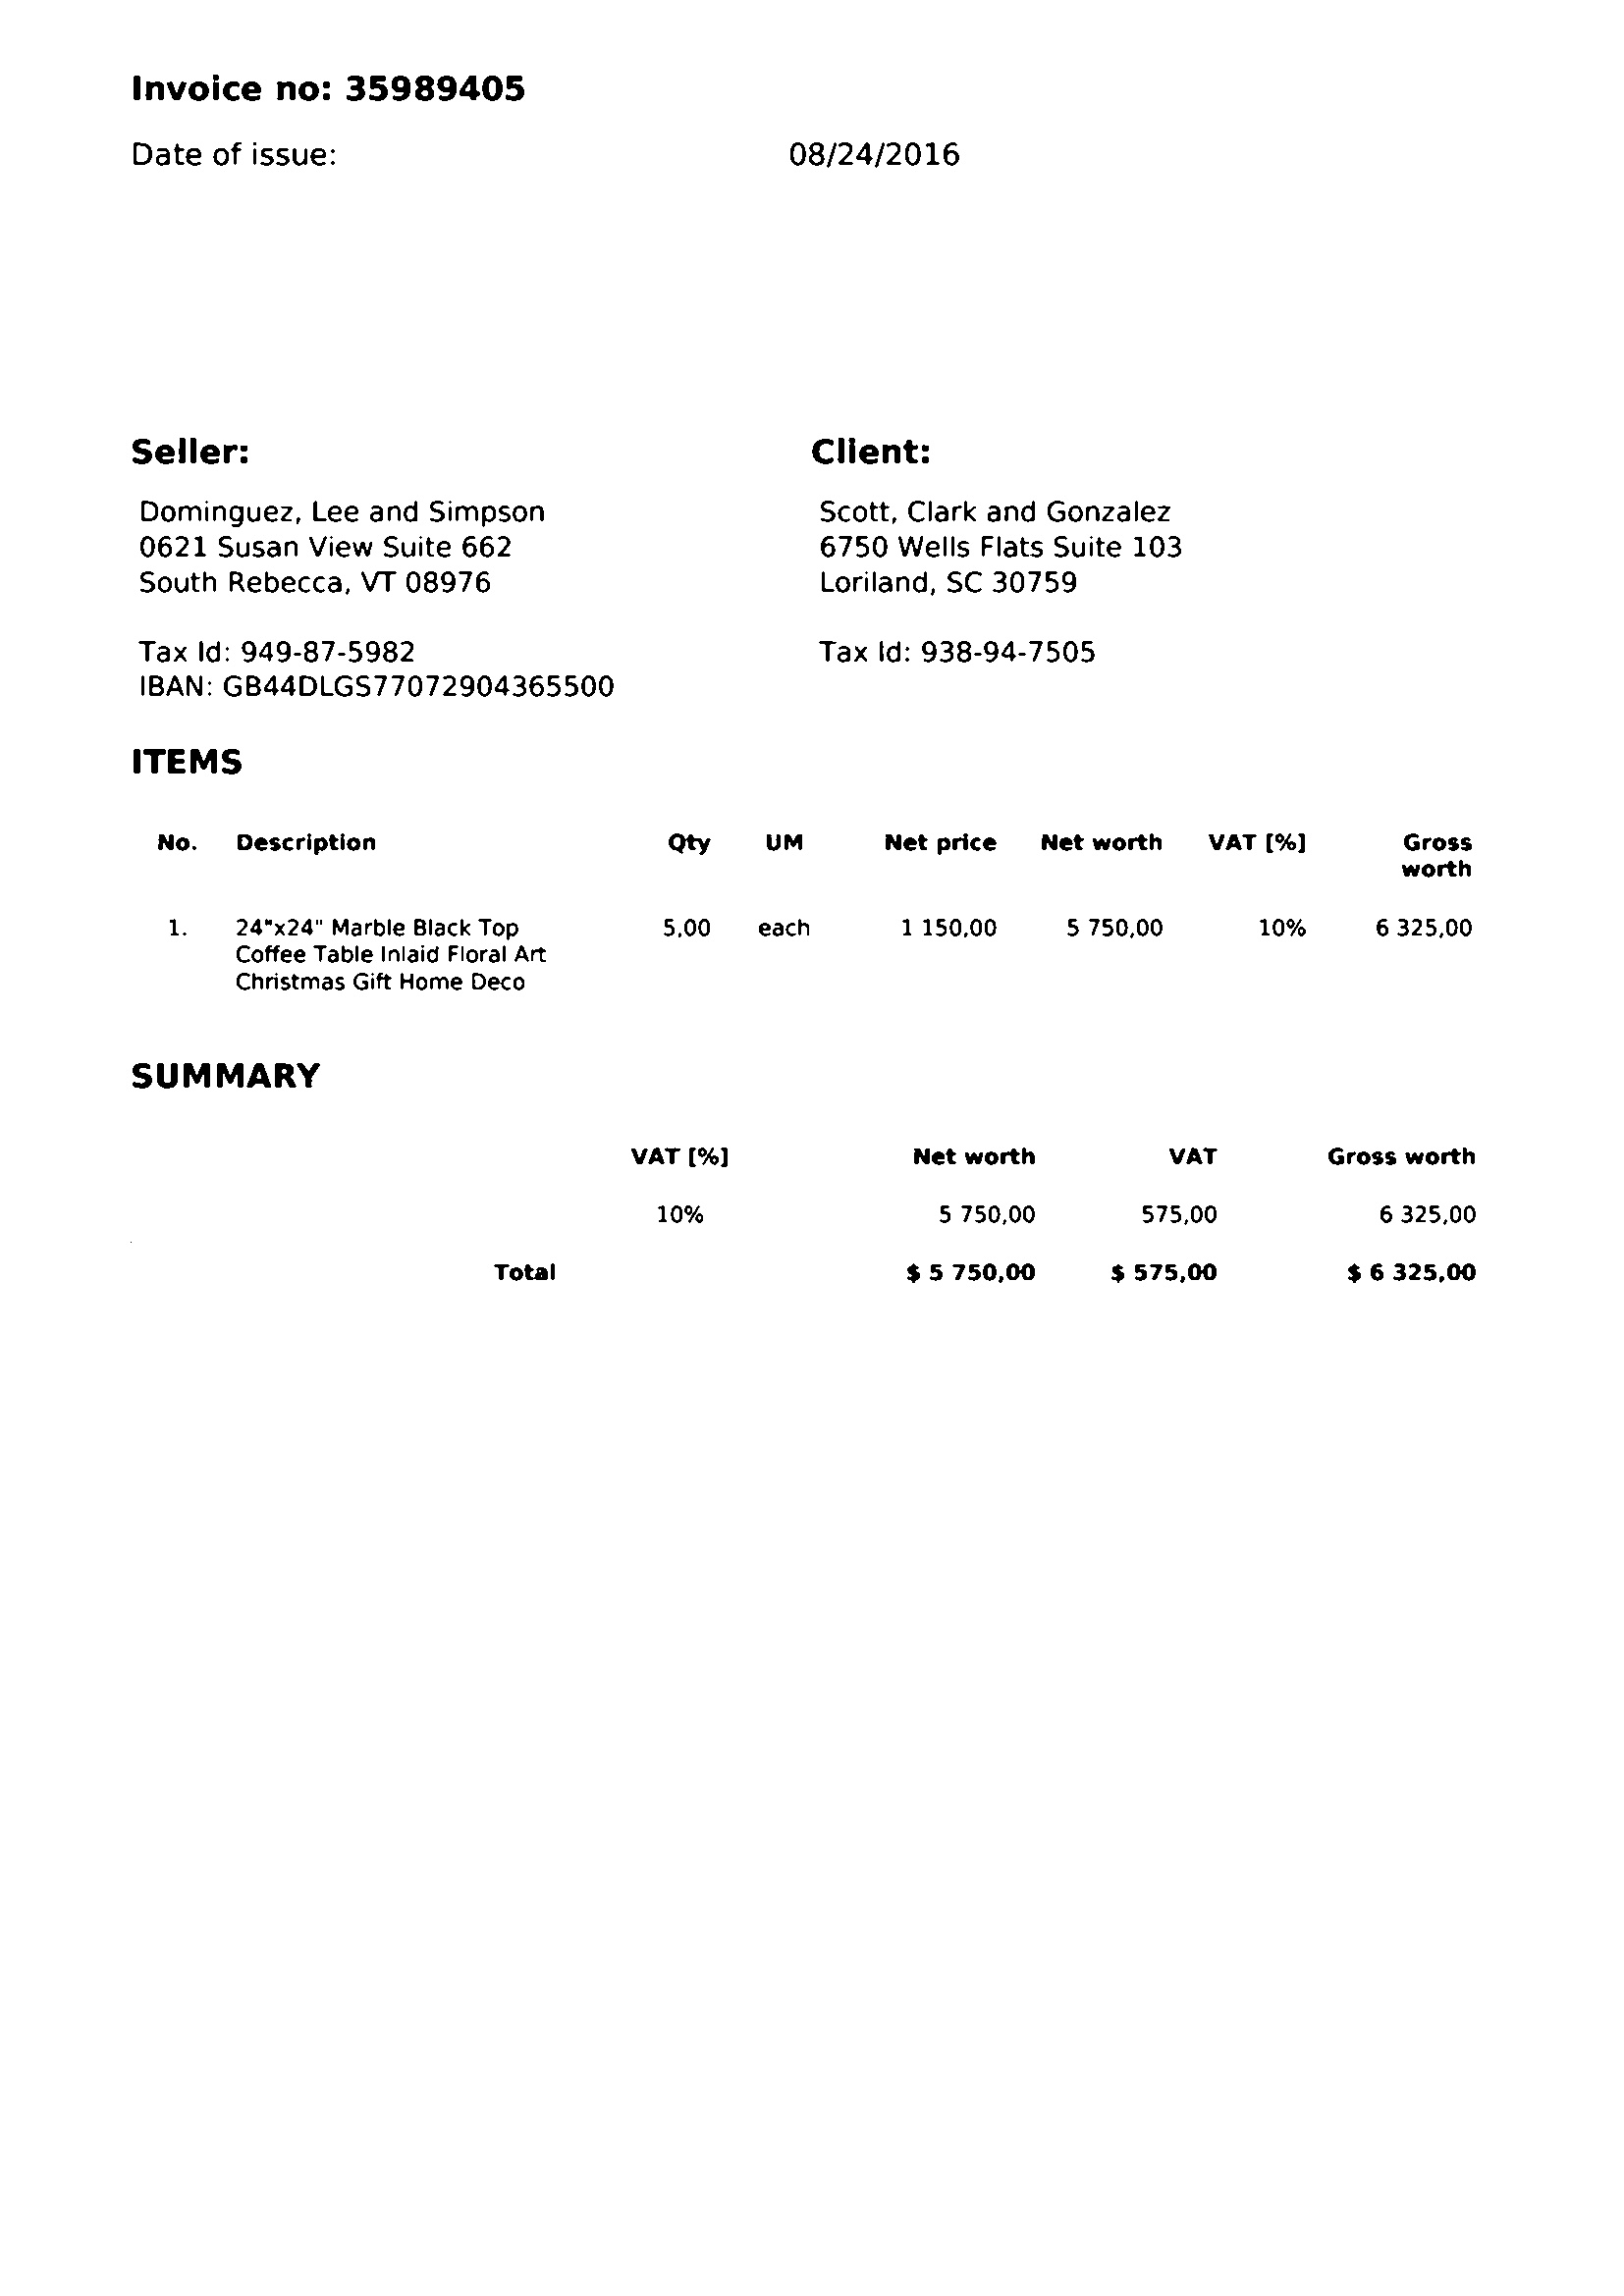 Invoice no: 35989405
Date of issue: 08/24/2016
Seller:
Dominguez, Lee and Simpson
0621 Susan View Suite 662
South Rebecca, VT 08976
Tax Id: 949-87-5982
IBAN: GB44DLGS77072904365500
Client:
Scott, Clark and Gonzalez
6750 Wells Flats Suite 103
Loriland, SC 30759
Tax Id: 938-94-7505
ITEMS
No. Description Qty UM Net price Net worth VAT [%] Gross
worth
1. 24"x24" Marble Black Top 5,00 each 1 150,00 5 750,00 10% 6 325,00
Coffee Table Inlaid Floral Art
Christmas Gift Home Deco
SUMMARY
VAT [%] Net worth VAT Gross worth
10% 5 750,00 575,00 6 325,00
Total $ 5 750,00 $ 575,00 $ 6 325,00